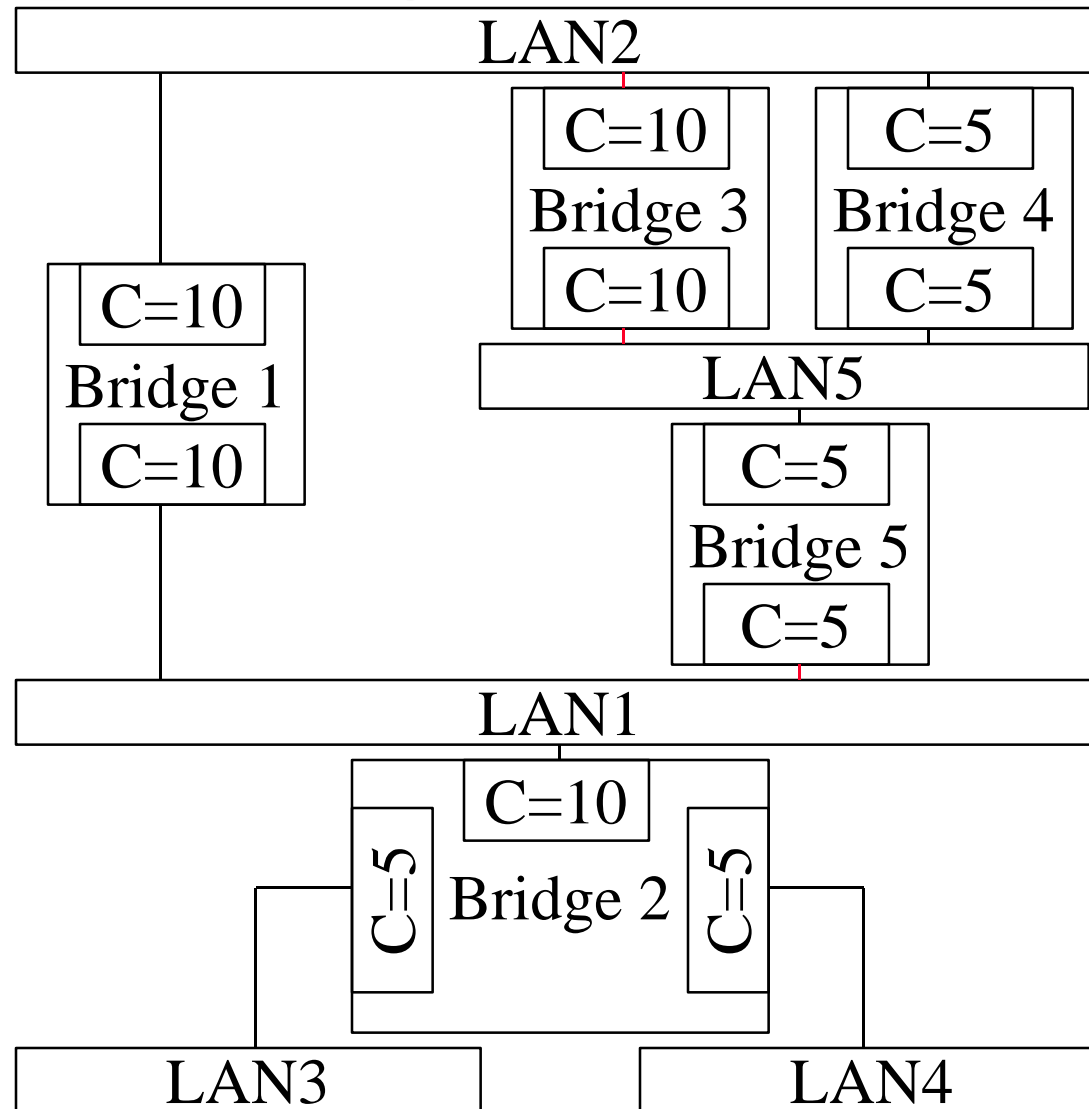 LAN2
C=10
Bridge 3
C=10
C=5
Bridge 4
C=5
C=10
Bridge 1
C=10
LAN5
C=5
Bridge 5
C=5
LAN1
C=10
C=5
Bridge 2
C=5
LAN3
LAN4